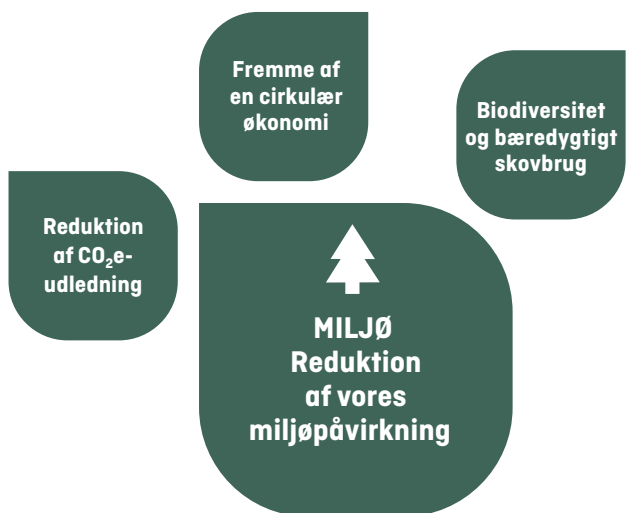 Fremme af
en cirkulær
økonomi
Biodiversitet
og bæredygtigt
skovbrug
Reduktion
af CO₂e-
udledning
MILJØ
Reduktion
af vores
miljøpåvirkning